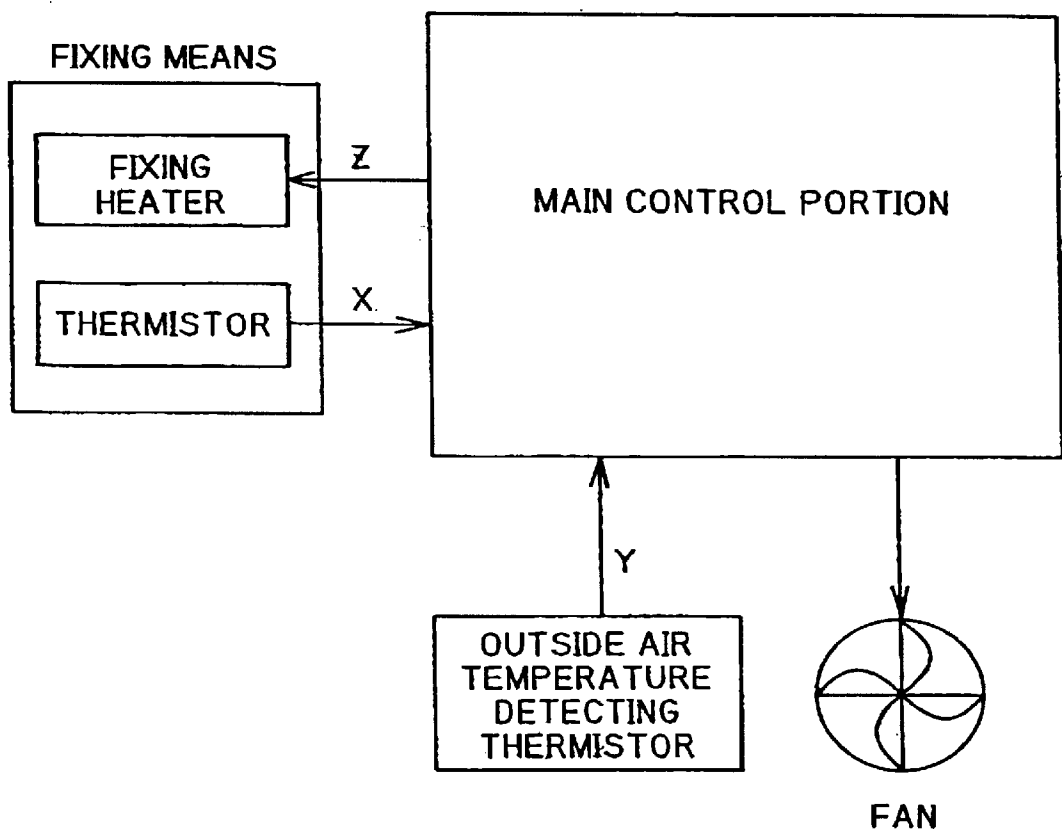 FIXING MEANS
FIXING
HEATER
Z
MAIN CONTROL PORTION
THERMISTOR
X
Y
OUTSIDE AIR
TEMPERATURE
DETECTING
THERMISTOR
FAN